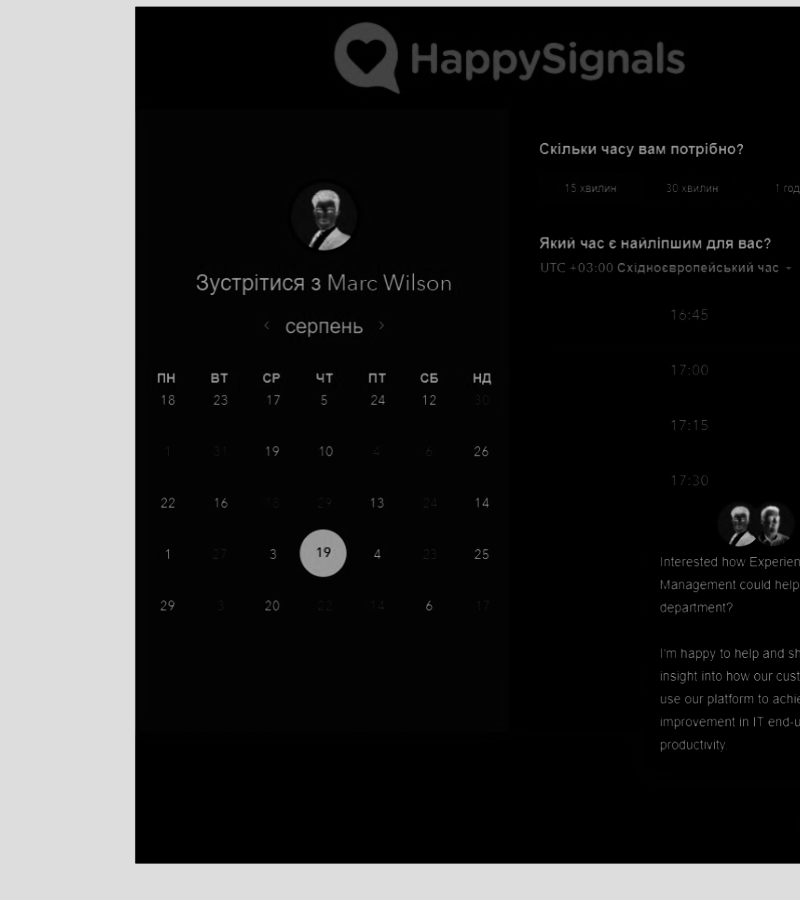 HappySignals
Зустрітися з Marc Wilson
серпень
ПН ВТ СР ЧТ ПТ СБ НД
18 23 17 5 24 12 30
1 31 19 10 4 6 26
22 16 18 29 13 24 14
1 27 3 19 4 23 25
29 3 20 22 14 6 17
Скільки часу вам потрібно?
15 хвилин 30 хвилин 1 год
Який час є найліпшим для вас?
UTC +03:00 Східноєвропейський час
16:45
17:00
17:15
17:30
Interested how Experien
Management could help
department?
I'm happy to help and sh
insight into how our cust
use our platform to achie
improvement in IT end-u
productivity